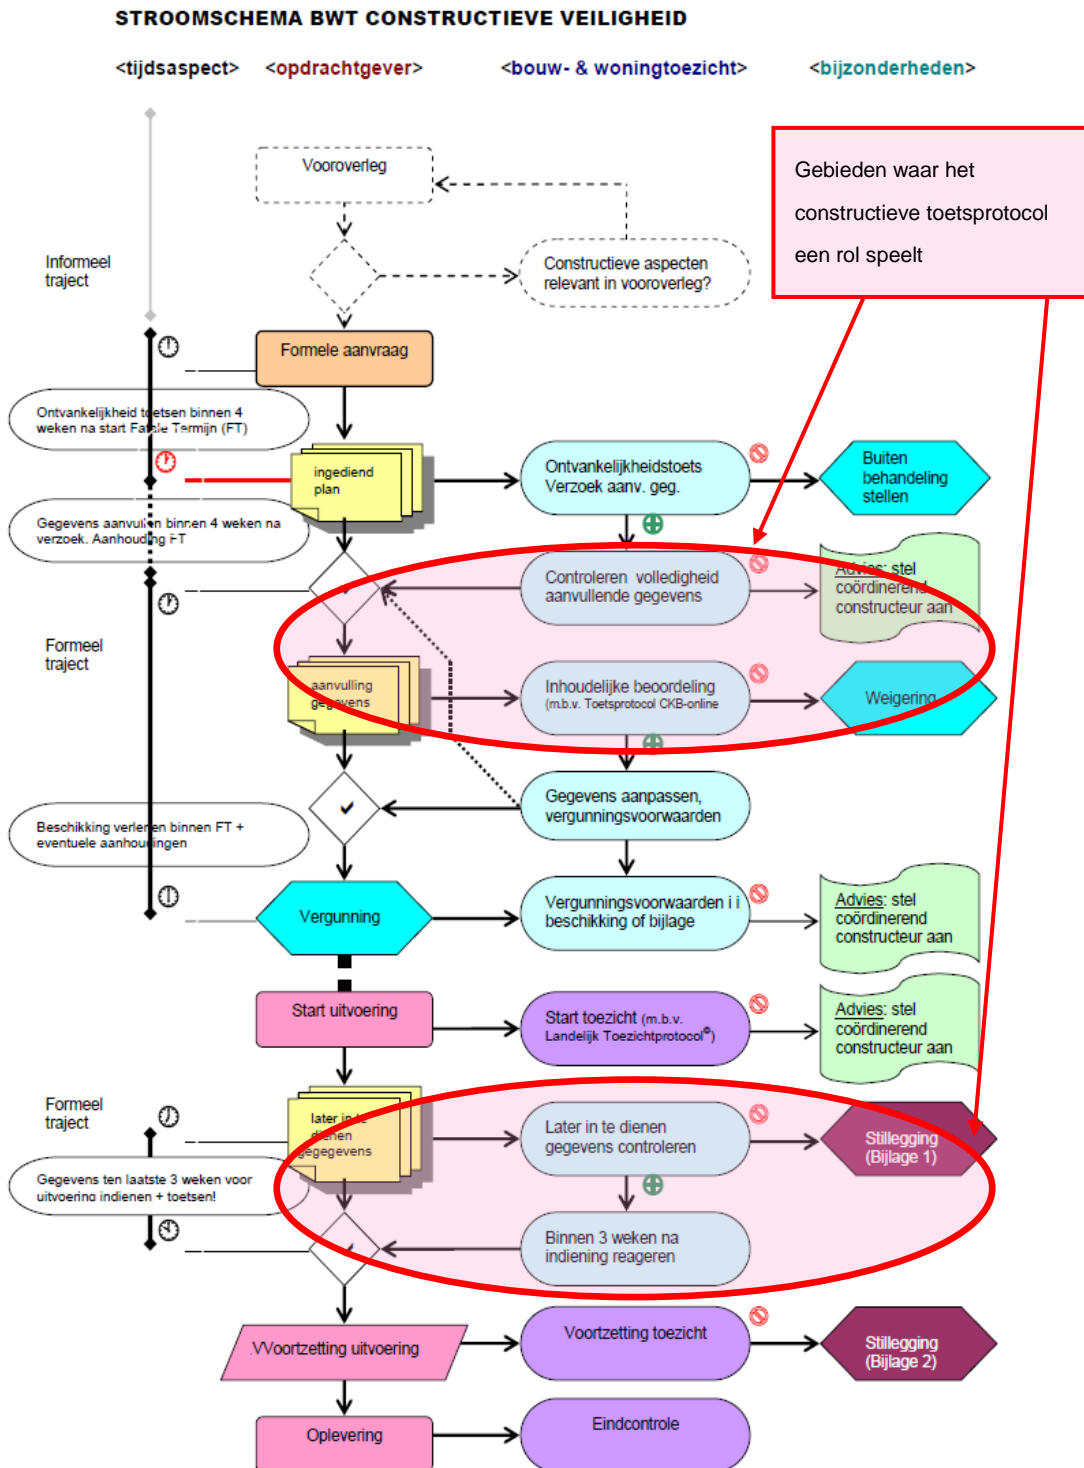 STROOMSCHEMA BWT CONSTRUCTIEVE VEILIGHEID
<tijdsaspect> <opdrachtgever> <bouw- & woningtoezicht> <bijzonderheden>
Gebieden waar het
constructieve toetsprotocol
een rol speelt
Vooroverleg
Informeel
traject
Constructieve aspecten
relevant in vooroverleg?
Formele aanvraag
Ontvankelijkheid toetsen binnen 4
weken na start Fatale Termijn (FT)
ingediend
plan
Ontvankelijkheidstoets
Verzoek aanv. geg.
Buiten
behandeling
stellen
Gegevens aanvullen binnen 4 weken na
verzoek. Aanhouding FT
Controleren volledigheid
aanvullende gegevens
Advies: stel
coördinerend
constructeur aan
Formeel
traject
aanvulling
gegevens
Inhoudelijke beoordeling
(m.b.v. Toetsprotocol CKB-online
Weigering
Gegevens aanpassen,
vergunningsvoorwaarden
Beschikking verlenen binnen FT +
eventuele aanhoudingen
Vergunning
Vergunningsvoorwaarden i i
beschikking of bijlage
Advies: stel
coördinerend
constructeur aan
Start uitvoering
Start toezicht (m.b.v.
Landelijk Toezichtprotocol©)
Advies: stel
coördinerend
constructeur aan
Formeel
traject
later in te
dienen
gegegevens
Later in te dienen
gegevens controleren
Stillegging
(Bijlage 1)
Gegevens ten laatste 3 weken voor
uitvoering indienen + toetsen!
Binnen 3 weken na
indiening reageren
.VVoortzetting uitvoering
Voortzetting toezicht
Stillegging
(Bijlage 2)
Oplevering
Eindcontrole